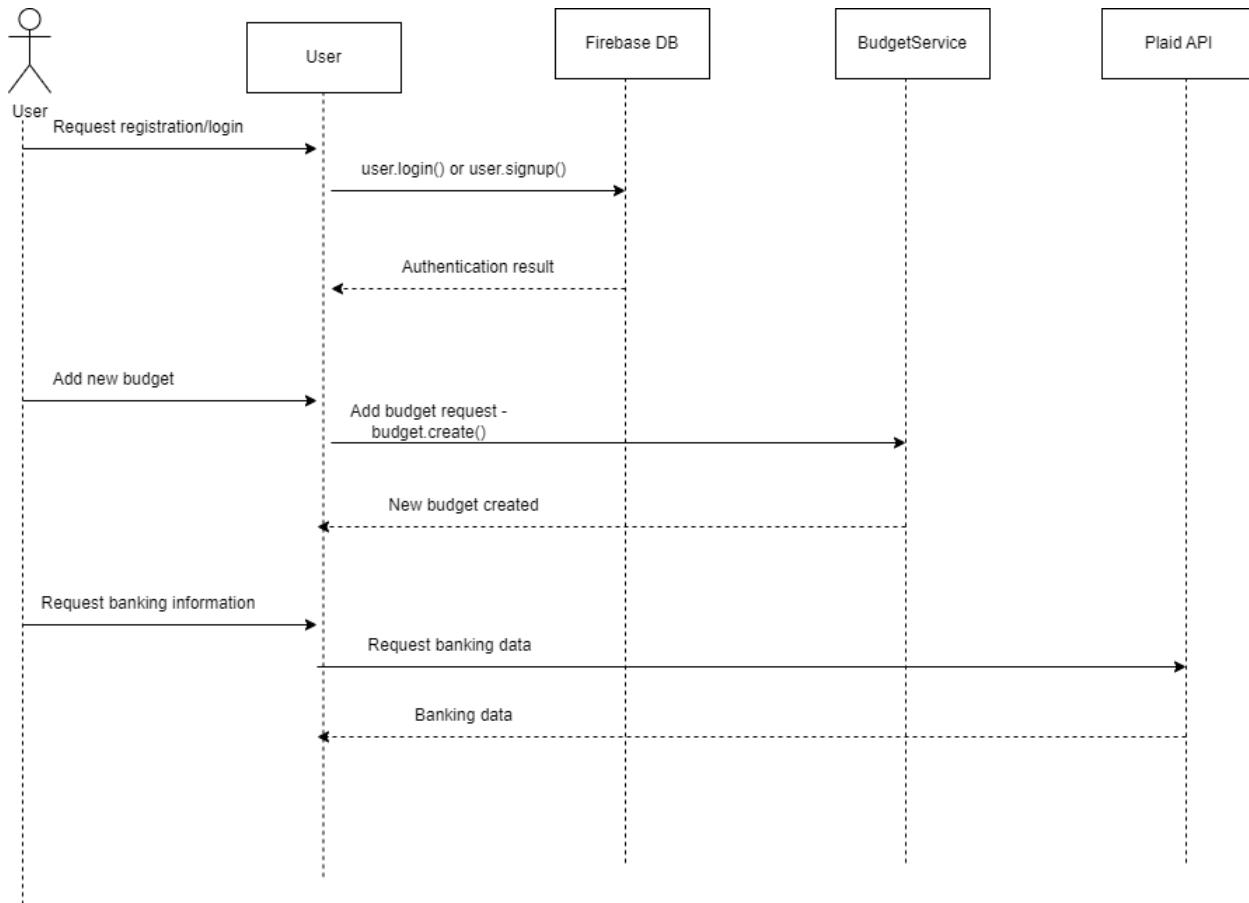 Firebase DB
BudgetService
Plaid API
User
User
Request registration/login
user.login() or user.signup()
Authentication result
Add new budget
Add budget request -
budget.create()
New budget created
Request banking information
Request banking data
Banking data